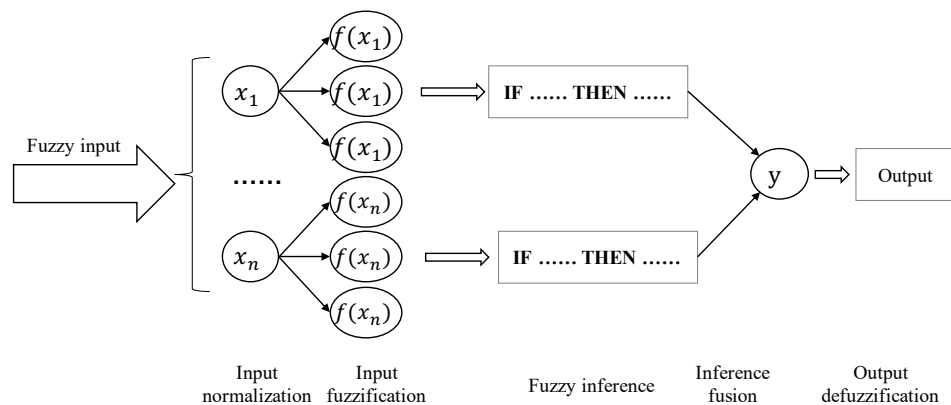 f(x₁)
Fuzzy input
x₁
f(x₁)
IF …… THEN ……
f(x₁)
……
y
Output
f(xₙ)
xₙ
f(xₙ)
IF …… THEN ……
f(xₙ)
Input
normalization
Input
fuzzification
Fuzzy inference
Inference
fusion
Output
defuzzification